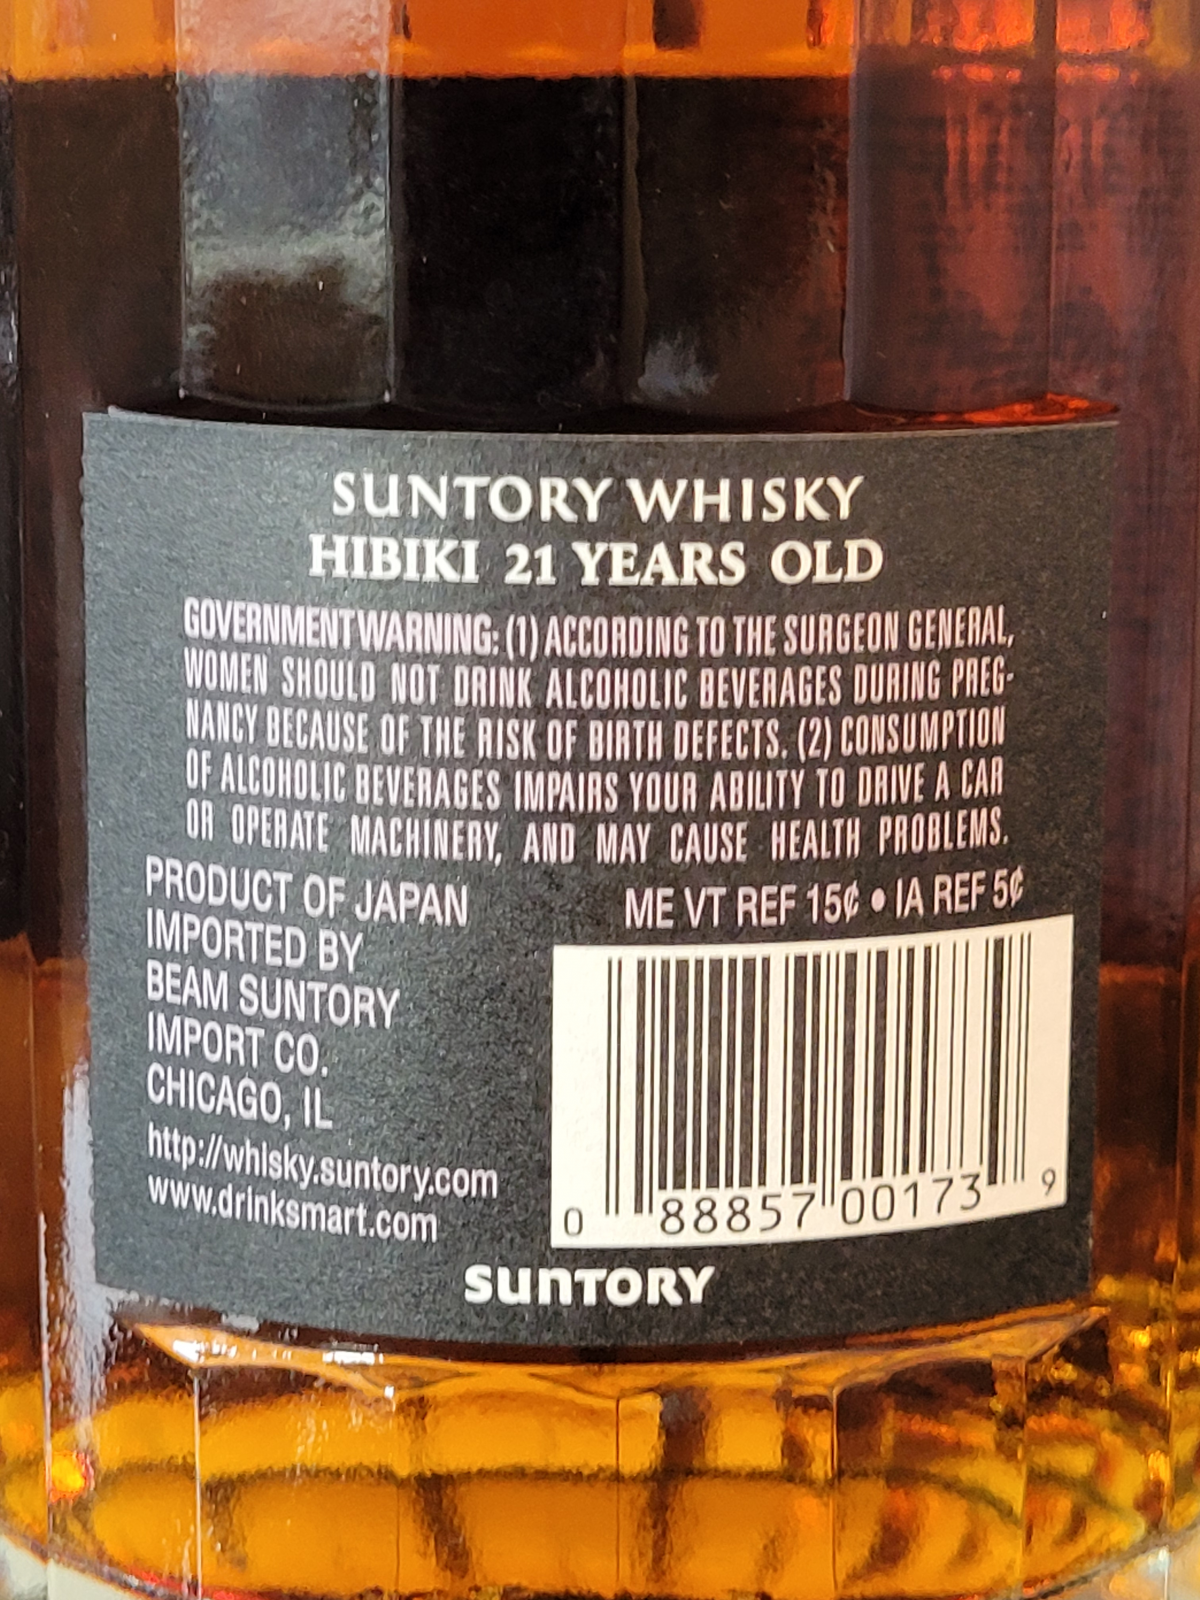 SUNTORY WHISKY
HIBIKI 21 YEARS OLD
GOVERNMENT WARNING: (1) ACCORDING TO THE SURGEON GENERAL,
WOMEN SHOULD NOT DRINK ALCOHOLIC BEVERAGES DURING PREG-
NANCY BECAUSE OF THE RISK OF BIRTH DEFECTS. (2) CONSUMPTION
OF ALCOHOLIC BEVERAGES IMPAIRS YOUR ABILITY TO DRIVE A CAR
OR OPERATE MACHINERY, AND MAY CAUSE HEALTH PROBLEMS.
PRODUCT OF JAPAN
IMPORTED BY
BEAM SUNTORY
IMPORT CO.
CHICAGO, IL
http://whisky.suntory.com
www.drinksmart.com
ME VT REF 15¢ • IA REF 5¢
0 88857 00173 9
SUNTORY